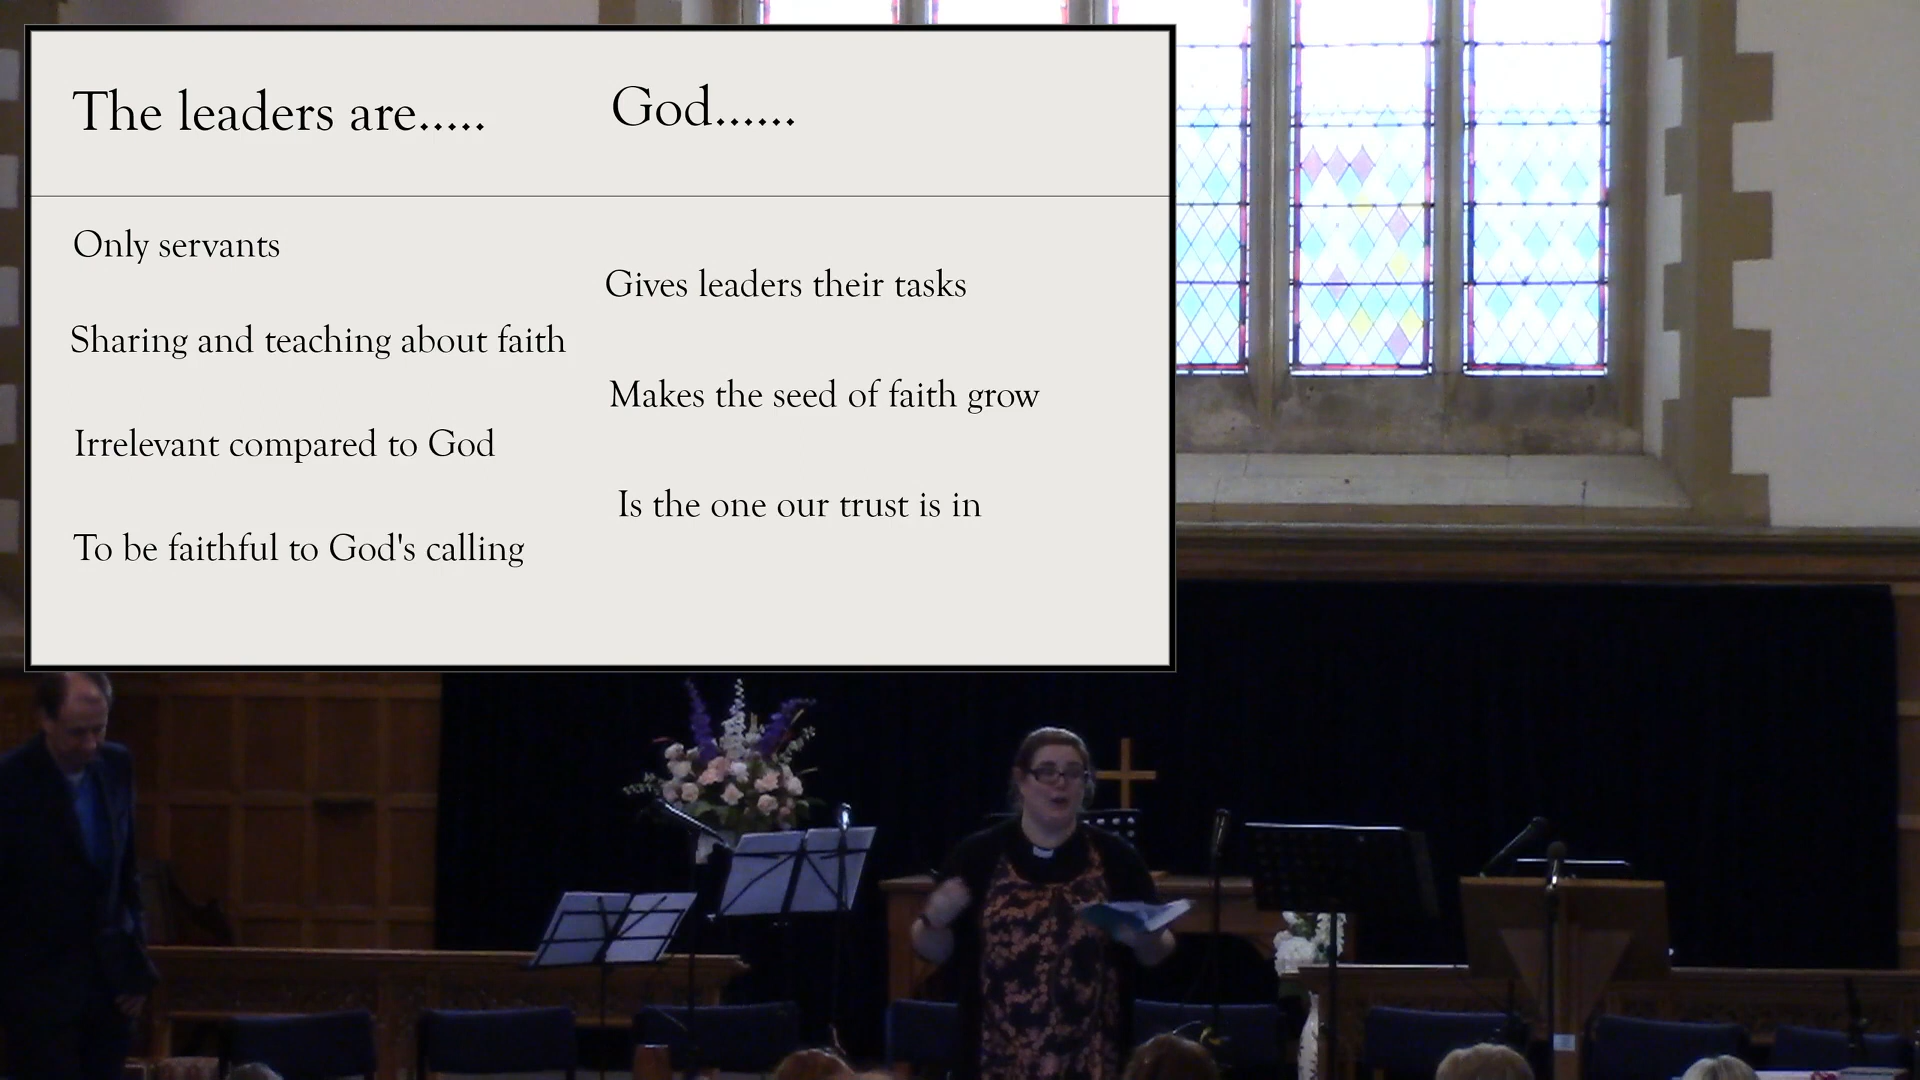 The leaders are.....
God......
Only servants
Gives leaders their tasks
Sharing and teaching about faith
Makes the seed of faith grow
Irrelevant compared to God
Is the one our trust is in
To be faithful to God's calling